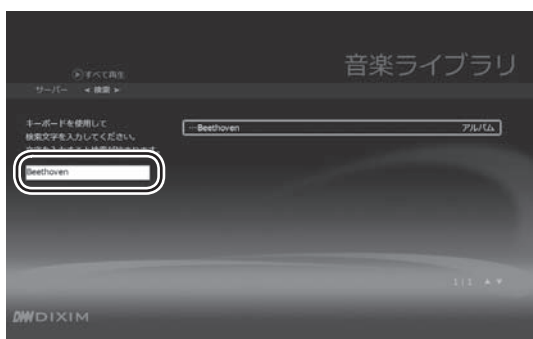 音楽ライブラリ
すべて再生
サーバー ◂ 検索 ▸
キーボードを使用して
検索文字を入力してください。
Beethoven
…Beethoven アルバム
1|1 ▲▼
DIXIM